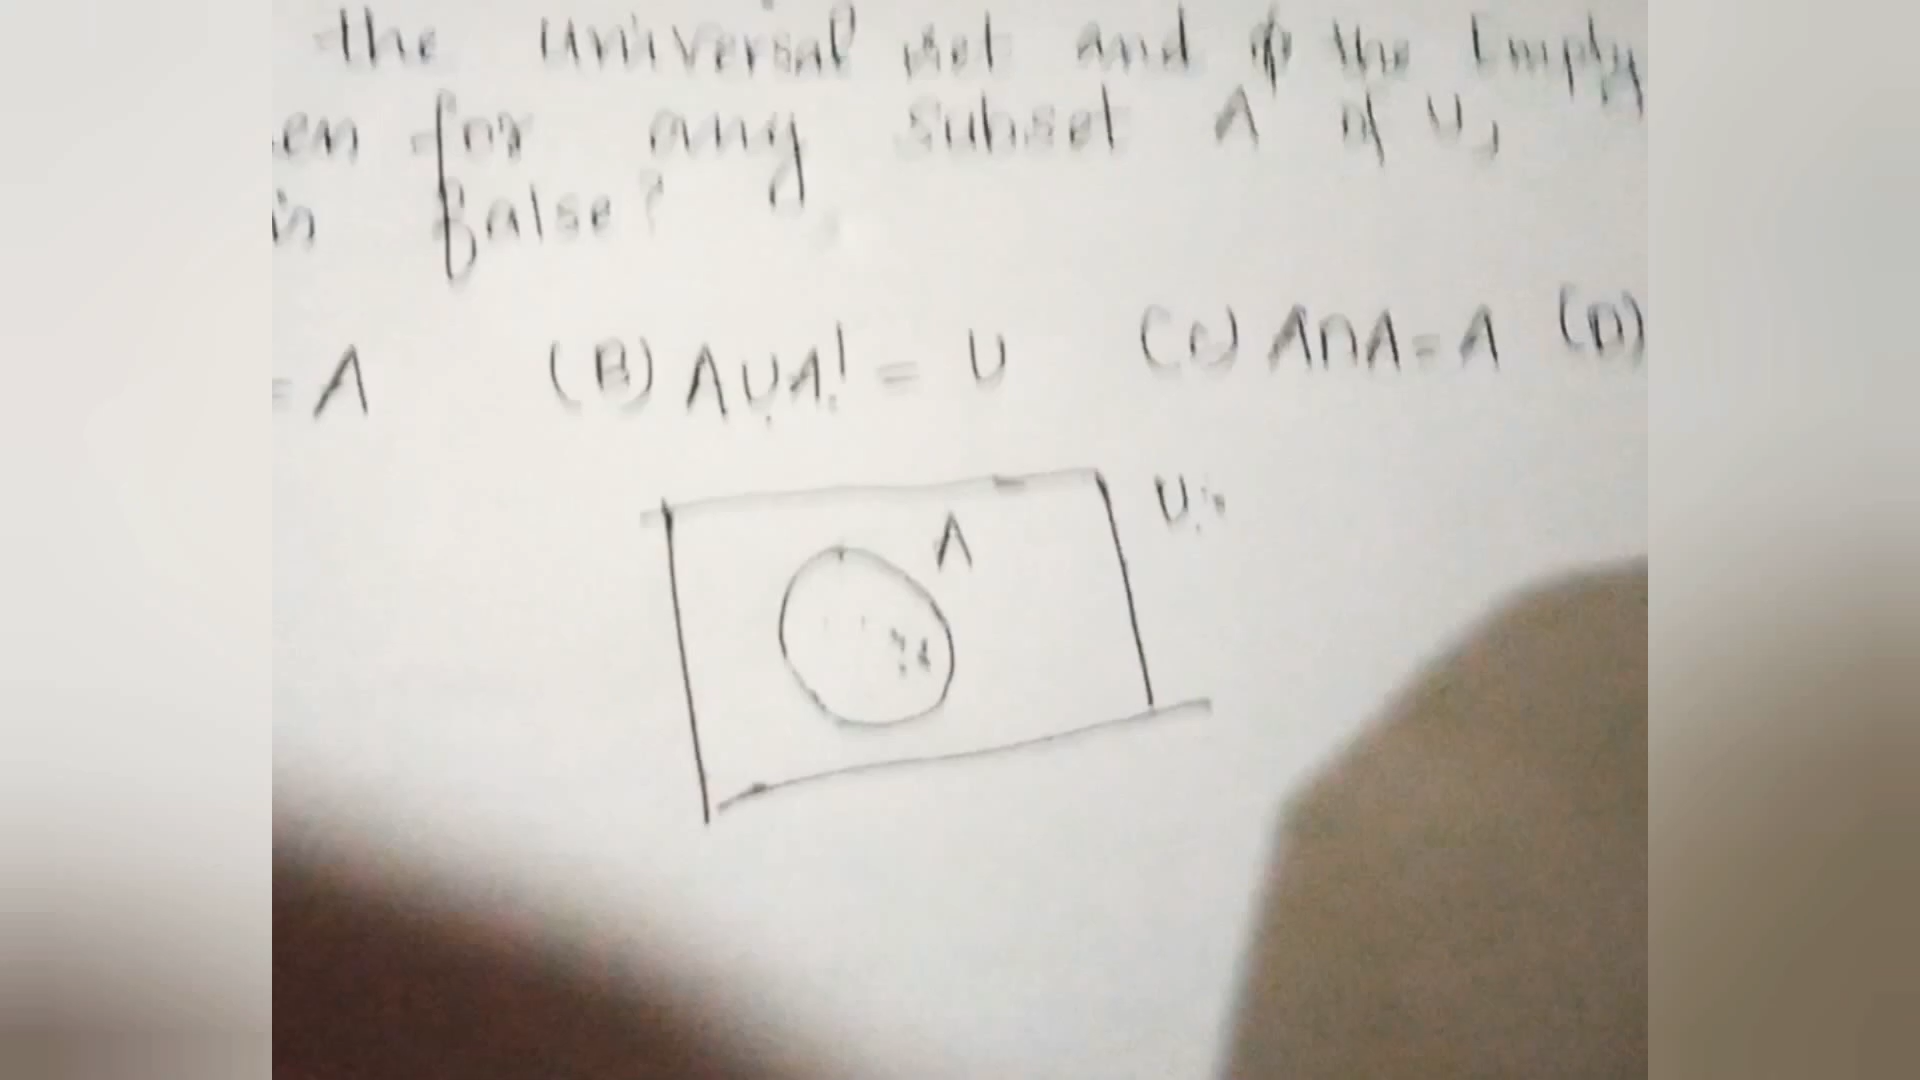 the universal set and ϕ the Empty
en for any subset A of U,
is false?
= A (B) A∪A' = U (C) A∩A = A (D)
A U